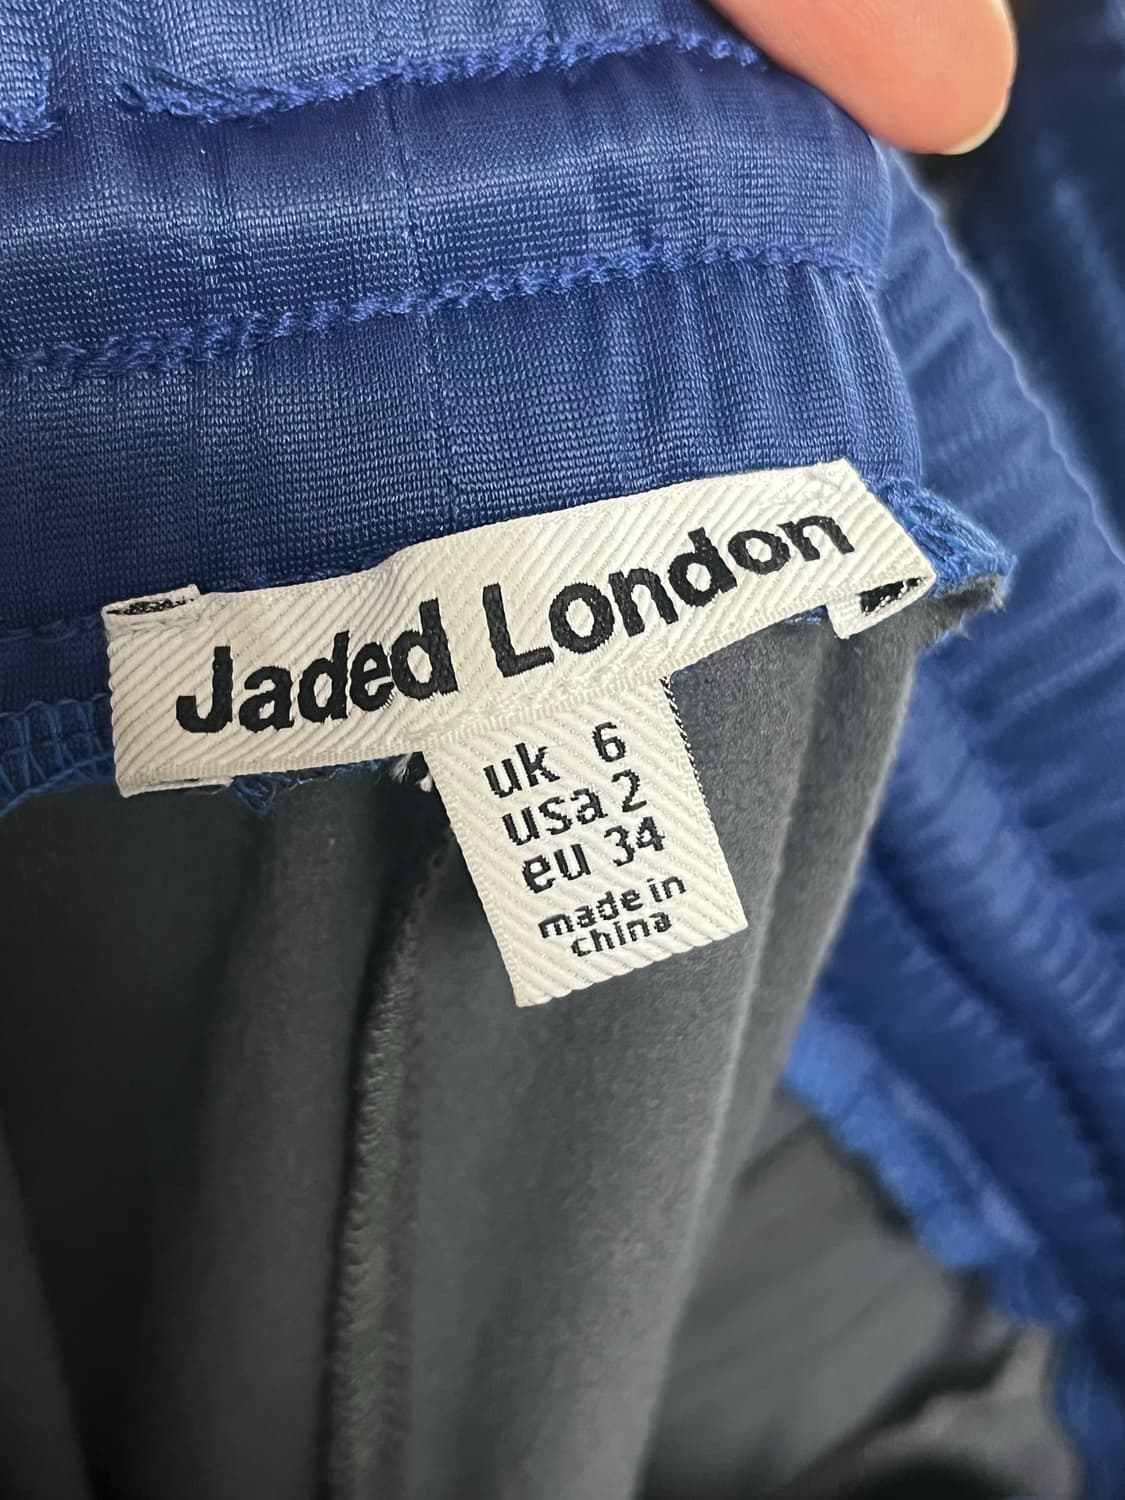 Jaded London
uk 6
usa 2
eu 34
made in
china